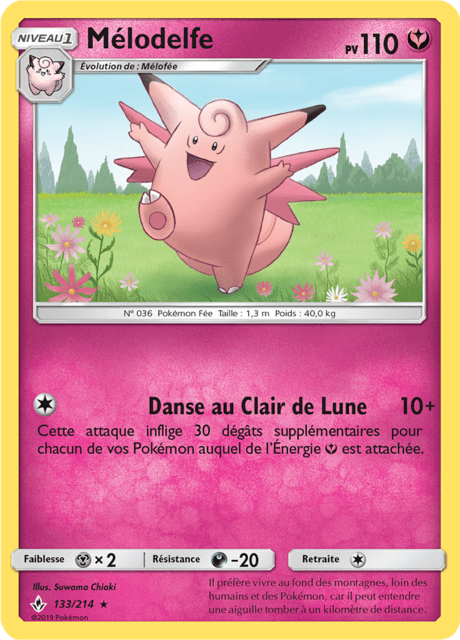 NIVEAU 1
Mélodelfe
PV 110
Évolution de : Mélofée
N° 036 Pokémon Fée Taille : 1,3 m Poids : 40,0 kg
Danse au Clair de Lune 10+
Cette attaque inflige 30 dégâts supplémentaires pour
chacun de vos Pokémon auquel de l'Énergie est attachée.
Faiblesse ×2 Résistance -20 Retraite
Illus. Suwama Chiaki
133/214 ★
©2019 Pokémon
Il préfère vivre au fond des montagnes, loin des
humains et des Pokémon, car il peut entendre
une aiguille tomber à un kilomètre de distance.